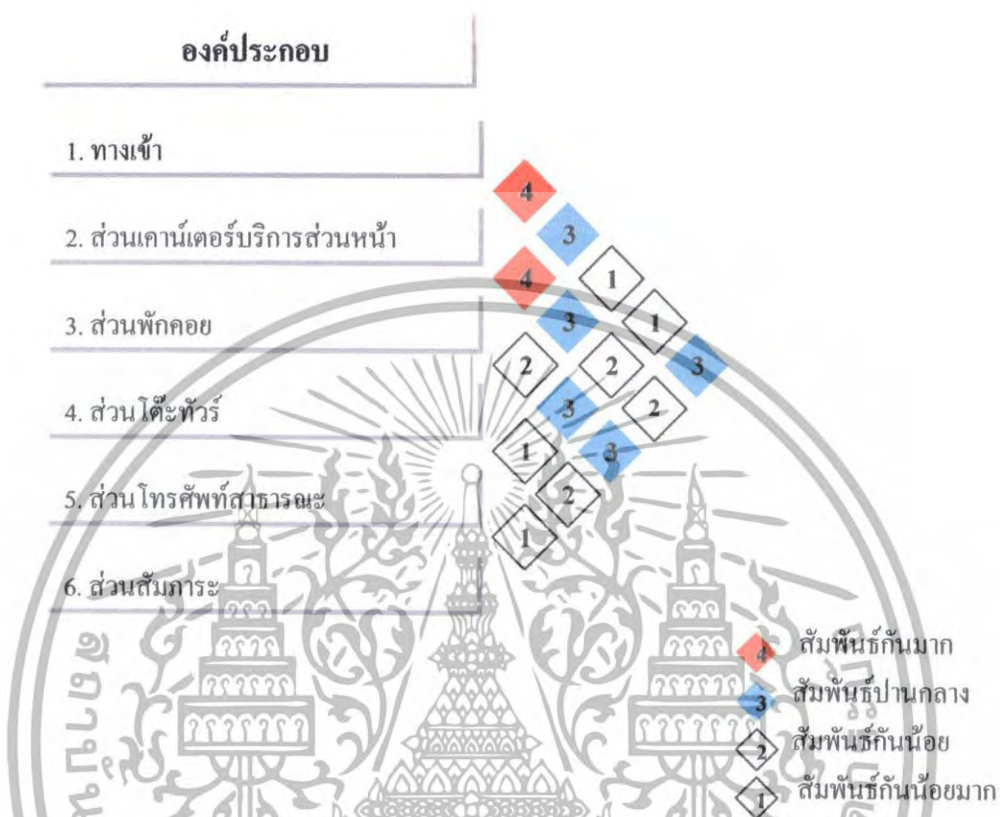 องค์ประกอบ
1. ทางเข้า
4
2. ส่วนเคาน์เตอร์บริการส่วนหน้า
3
4
1
3. ส่วนพักคอย
3
1
2
2
3
4. ส่วนโต๊ะทัวร์
3
2
1
3
5. ส่วนโทรศัพท์สาธารณะ
2
1
6. ส่วนสัมภาระ
4 สัมพันธ์กันมาก
3 สัมพันธ์ปานกลาง
2 สัมพันธ์กันน้อย
1 สัมพันธ์กันน้อยมาก